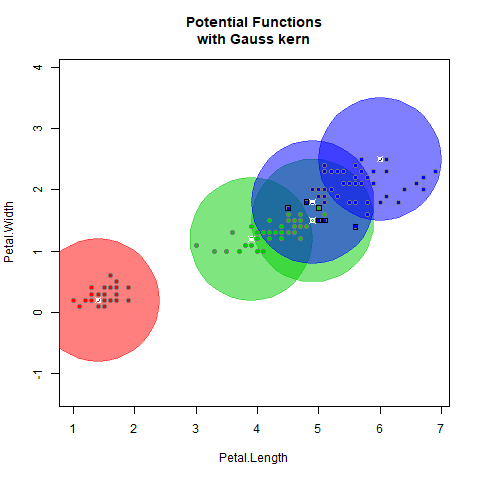 Potential Functions
with Gauss kern
4
3
2
1
0
-1
Petal.Width
1 2 3 4 5 6 7
Petal.Length